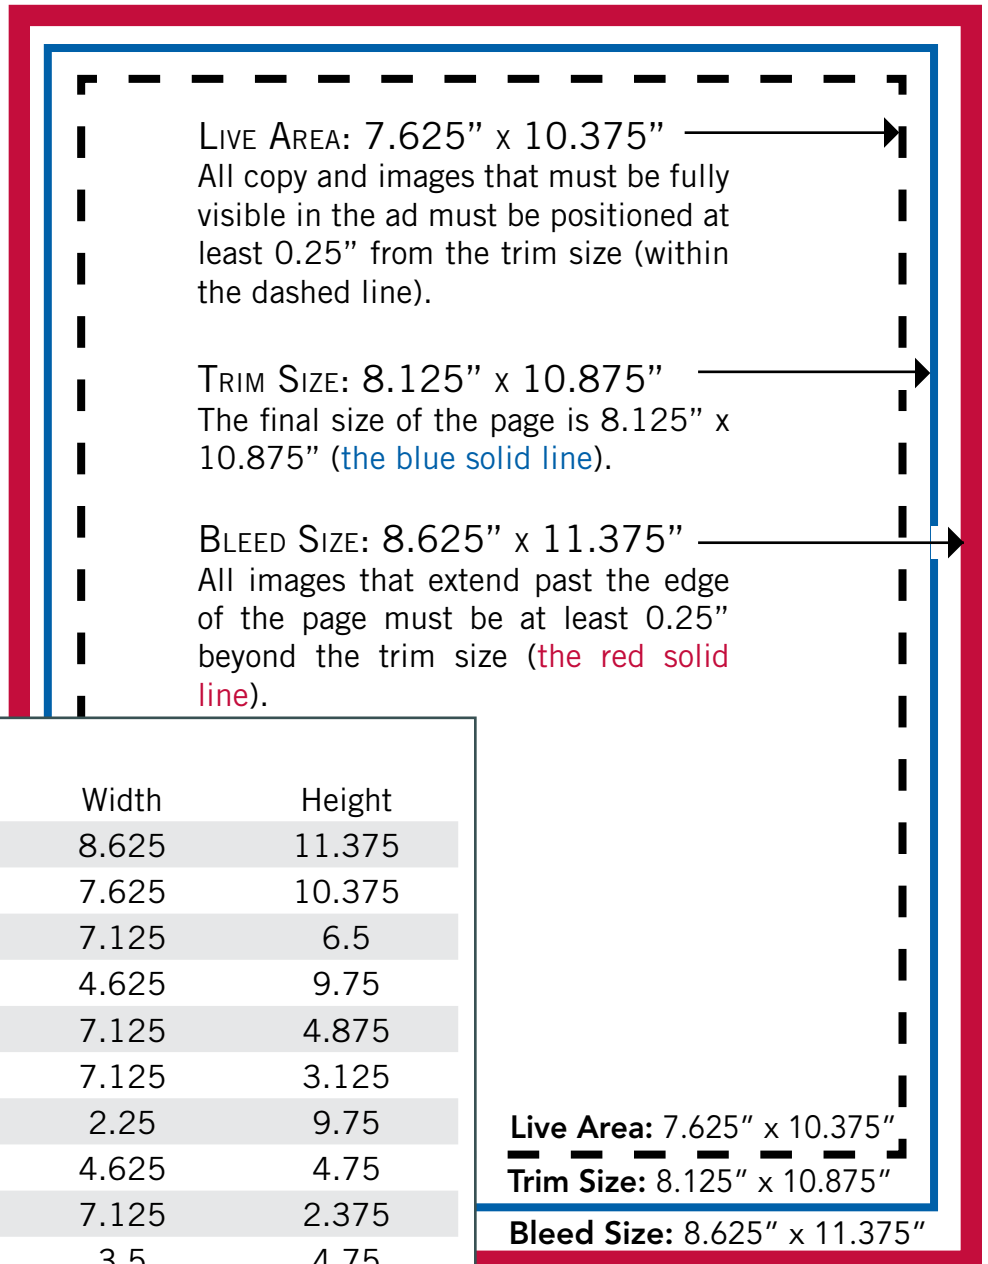 LIVE AREA: 7.625” X 10.375”
All copy and images that must be fully
visible in the ad must be positioned at
least 0.25” from the trim size (within
the dashed line).
TRIM SIZE: 8.125” X 10.875”
The final size of the page is 8.125” x
10.875” (the blue solid line).
BLEED SIZE: 8.625” X 11.375”
All images that extend past the edge
of the page must be at least 0.25”
beyond the trim size (the red solid
line).
Width Height
8.625 11.375
7.625 10.375
7.125 6.5
4.625 9.75
7.125 4.875
7.125 3.125
2.25 9.75
4.625 4.75
7.125 2.375
3.5 4.75
Live Area: 7.625” x 10.375”
Trim Size: 8.125” x 10.875”
Bleed Size: 8.625” x 11.375”